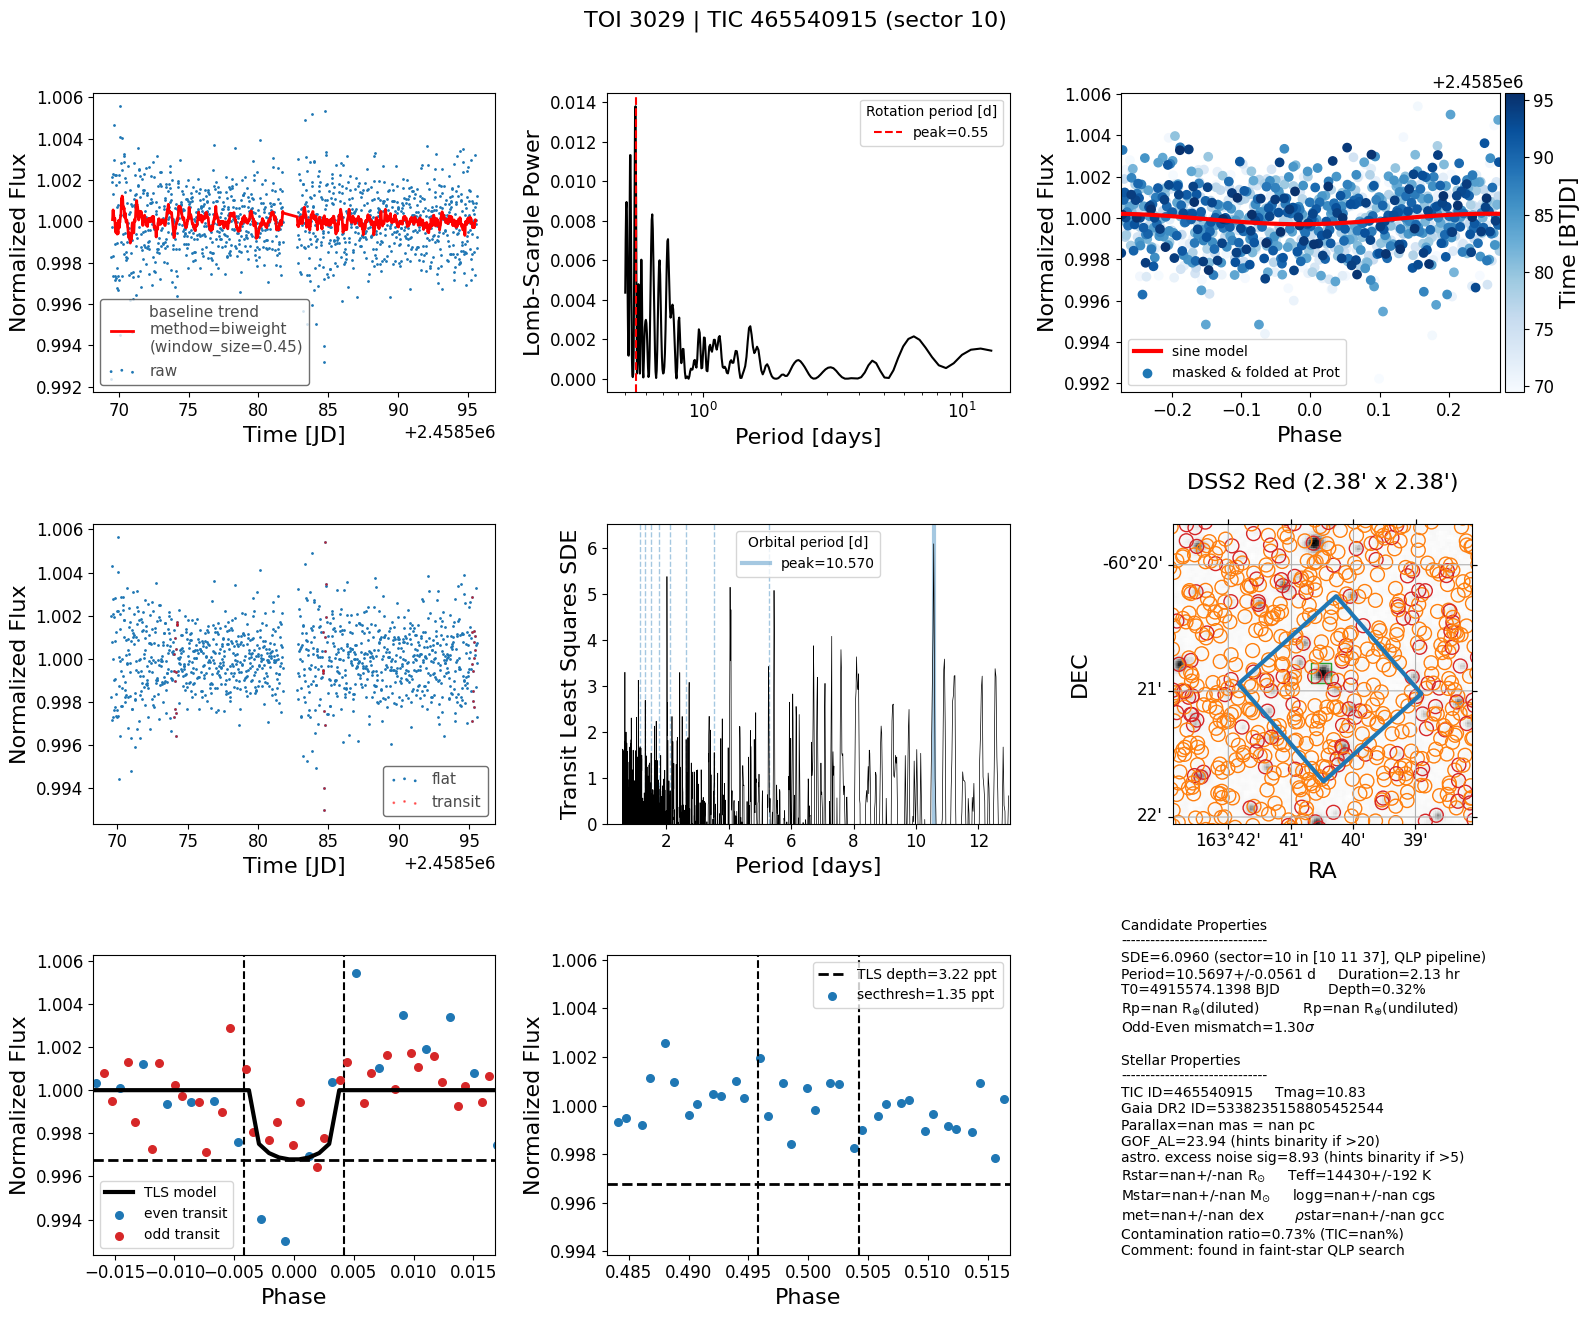 TOI 3029 | TIC 465540915 (sector 10)
Normalized Flux
1.006
1.004
1.002
1.000
0.998
0.996
0.994
0.992
baseline trend
method=biweight
(window_size=0.45)
raw
70 75 80 85 90 95
Time [JD]
+2.4585e6
Lomb-Scargle Power
0.014
0.012
0.010
0.008
0.006
0.004
0.002
0.000
Rotation period [d]
peak=0.55
10^0 10^1
Period [days]
Normalized Flux
1.006
1.004
1.002
1.000
0.998
0.996
0.994
0.992
sine model
masked & folded at Prot
−0.2 −0.1 0.0 0.1 0.2
Phase
+2.4585e6
95
90
85
80
75
70
Time [BTJD]
Normalized Flux
1.006
1.004
1.002
1.000
0.998
0.996
0.994
flat
transit
70 75 80 85 90 95
Time [JD]
+2.4585e6
Transit Least Squares SDE
6
5
4
3
2
1
0
Orbital period [d]
peak=10.570
2 4 6 8 10 12
Period [days]
DSS2 Red (2.38' x 2.38')
DEC
-60°20'
21'
22'
163°42' 41' 40' 39'
RA
Normalized Flux
1.006
1.004
1.002
1.000
0.998
0.996
0.994
TLS model
even transit
odd transit
−0.015 −0.010 −0.005 0.000 0.005 0.010 0.015
Phase
Normalized Flux
1.006
1.004
1.002
1.000
0.998
0.996
0.994
TLS depth=3.22 ppt
secthresh=1.35 ppt
0.485 0.490 0.495 0.500 0.505 0.510 0.515
Phase
Candidate Properties
------------------------------
SDE=6.0960 (sector=10 in [10 11 37], QLP pipeline)
Period=10.5697+/-0.0561 d Duration=2.13 hr
T0=4915574.1398 BJD Depth=0.32%
Rp=nan R⊕(diluted) Rp=nan R⊕(undiluted)
Odd-Even mismatch=1.30σ
Stellar Properties
------------------------------
TIC ID=465540915 Tmag=10.83
Gaia DR2 ID=5338235158805452544
Parallax=nan mas = nan pc
GOF_AL=23.94 (hints binarity if >20)
astro. excess noise sig=8.93 (hints binarity if >5)
Rstar=nan+/-nan R⊙ Teff=14430+/-192 K
Mstar=nan+/-nan M⊙ logg=nan+/-nan cgs
met=nan+/-nan dex ρstar=nan+/-nan gcc
Contamination ratio=0.73% (TIC=nan%)
Comment: found in faint-star QLP search